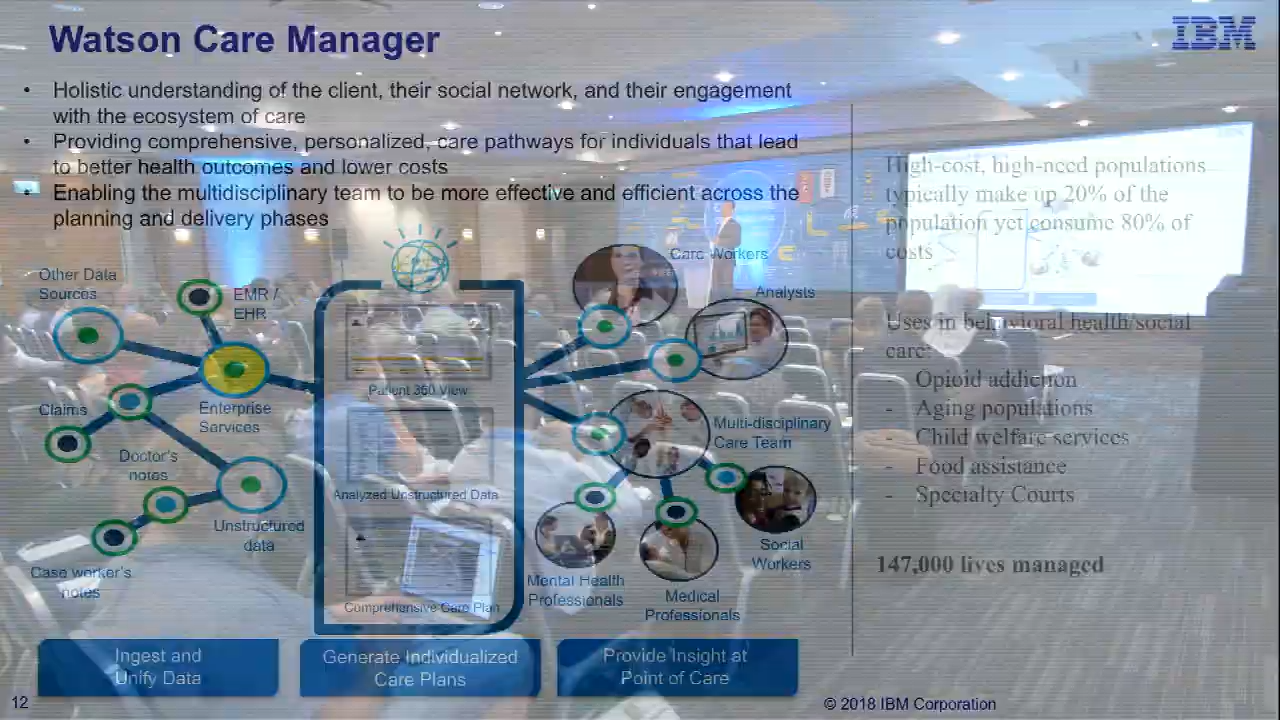 Watson Care Manager
IBM
• Holistic understanding of the client, their social network, and their engagement
with the ecosystem of care
• Providing comprehensive, personalized, care pathways for individuals that lead
to better health outcomes and lower costs
• Enabling the multidisciplinary team to be more effective and efficient across the
planning and delivery phases
Other Data
Sources
EMR /
EHR
Claims
Enterprise
Services
Doctor's
notes
Unstructured
data
Case worker's
notes
Patient 360 View
Analyzed Unstructured Data
Comprehensive Care Plan
Care Workers
Analysts
Multi-disciplinary
Care Team
Social
Workers
Mental Health
Professionals
Medical
Professionals
High-cost, high-need populations
typically make up 20% of the
population yet consume 80% of
costs
Uses in behavioral health/social
care:
- Opioid addiction
- Aging populations
- Child welfare services
- Food assistance
- Specialty Courts
147,000 lives managed
Ingest and
Unify Data
Generate Individualized
Care Plans
Provide Insight at
Point of Care
12
© 2018 IBM Corporation